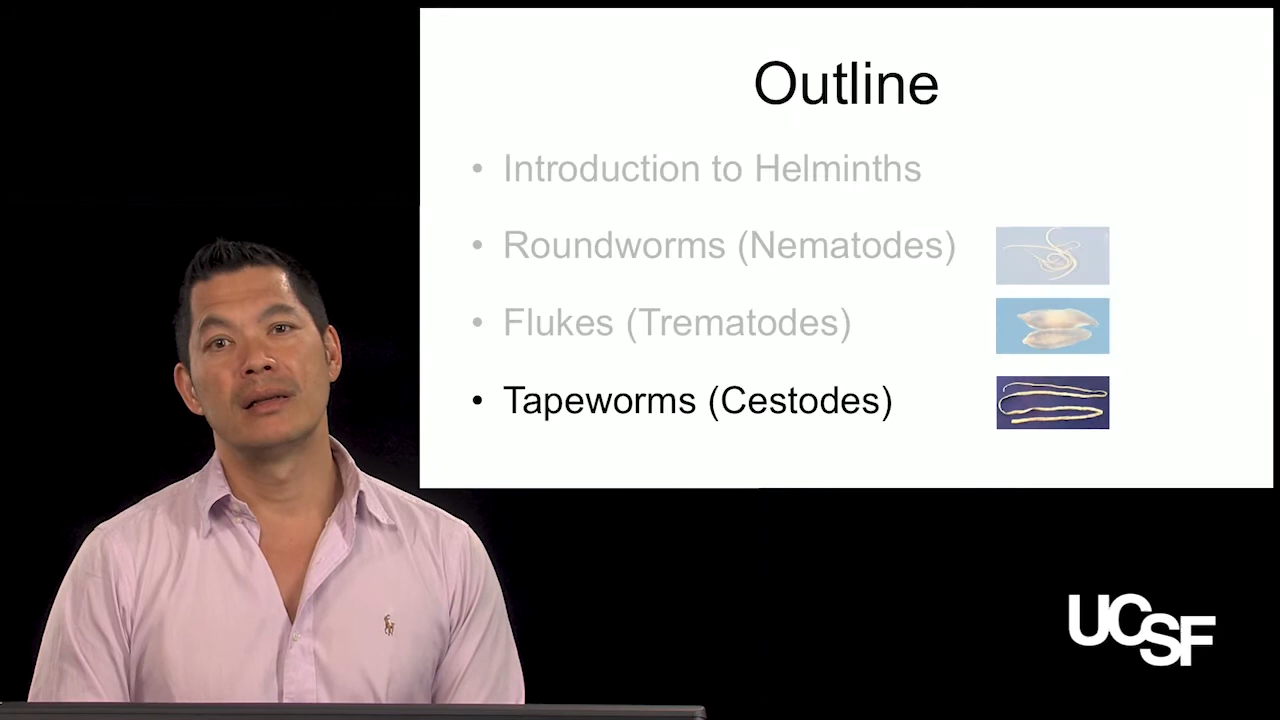 Outline
• Introduction to Helminths
• Roundworms (Nematodes)
• Flukes (Trematodes)
• Tapeworms (Cestodes)
UCSF